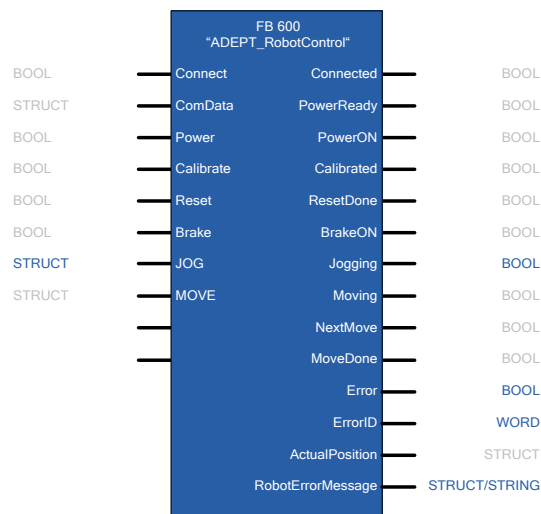 FB 600
“ADEPT_RobotControl“
BOOL Connect Connected BOOL
STRUCT ComData PowerReady BOOL
BOOL Power PowerON BOOL
BOOL Calibrate Calibrated BOOL
BOOL Reset ResetDone BOOL
BOOL Brake BrakeON BOOL
STRUCT JOG Jogging BOOL
STRUCT MOVE Moving BOOL
NextMove BOOL
MoveDone BOOL
Error BOOL
ErrorID WORD
ActualPosition STRUCT
RobotErrorMessage STRUCT/STRING